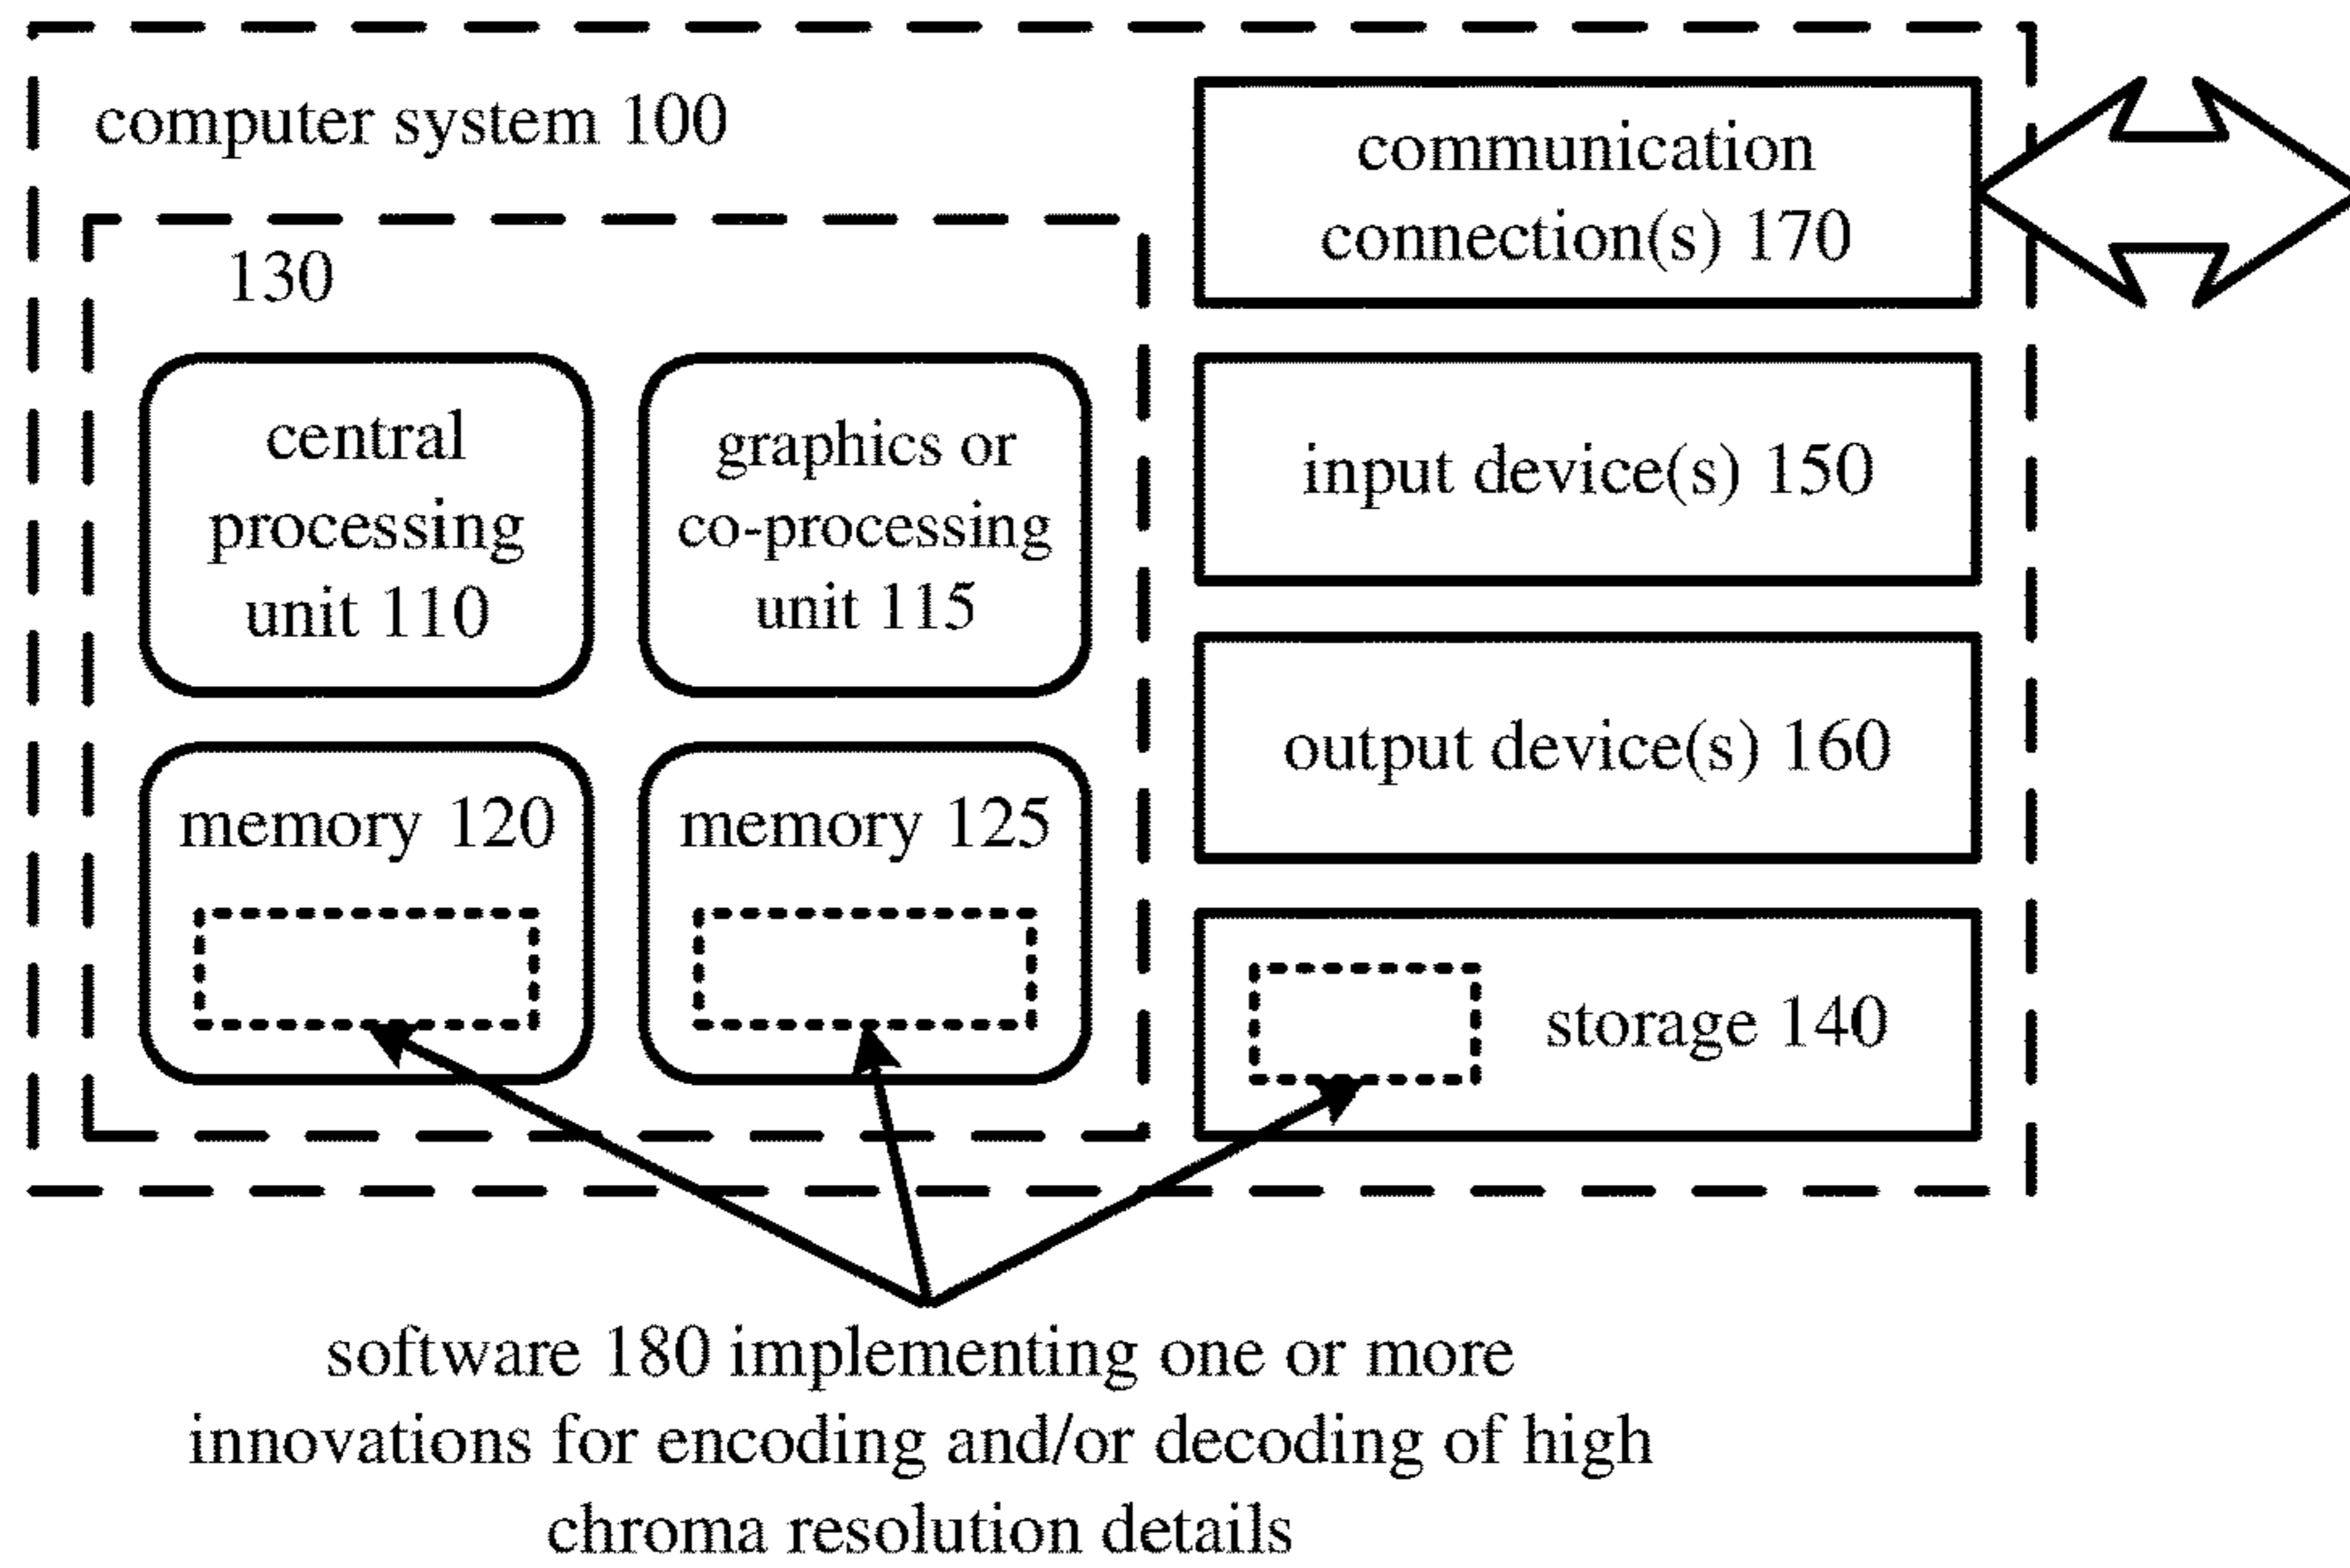 computer system 100
130
central
processing
unit 110
graphics or
co-processing
unit 115
memory 120
memory 125
communication
connection(s) 170
input device(s) 150
output device(s) 160
storage 140
software 180 implementing one or more
innovations for encoding and/or decoding of high
chroma resolution details